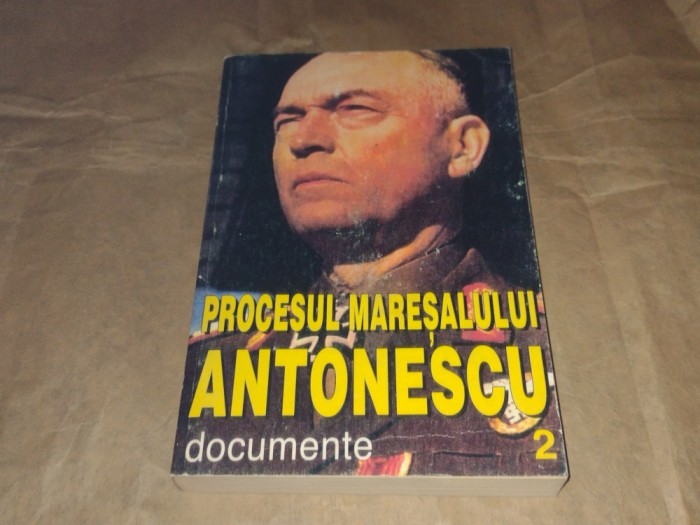 PROCESUL MAREȘALULUI
ANTONESCU
documente 2